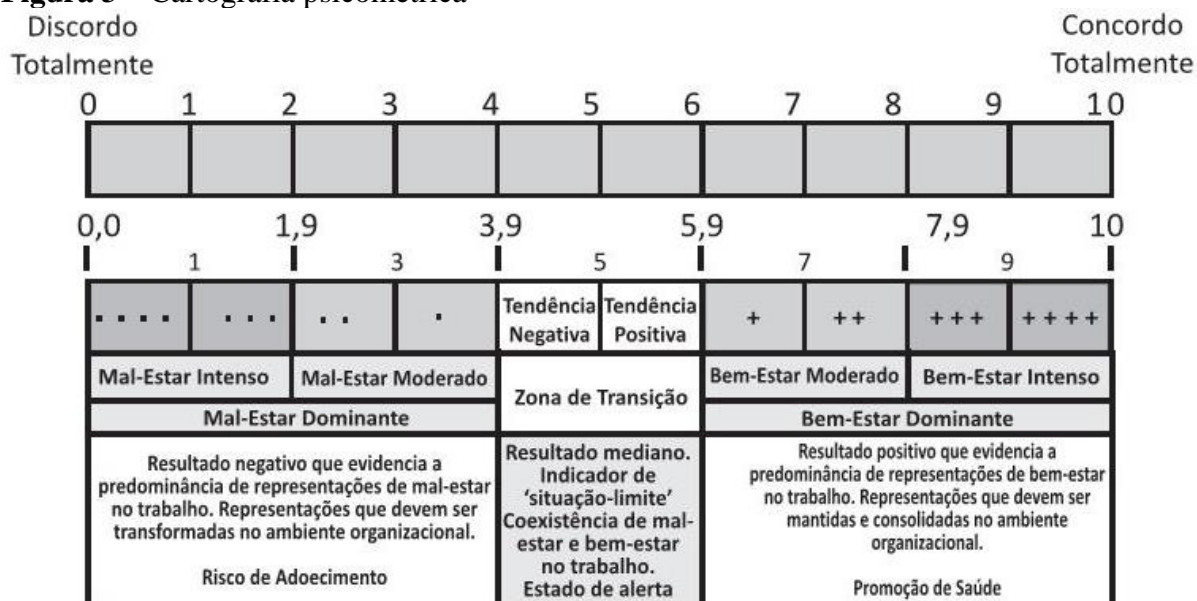 Figura 3 – Cartografia psicométrica
Discordo
Totalmente
Concordo
Totalmente
0 1 2 3 4 5 6 7 8 9 10
0,0 1,9 3,9 5,9 7,9 10
1 3 5 7 9
. . . . . . . . . . Tendência Negativa Tendência Positiva + + + + + + + + + +
Mal-Estar Intenso Mal-Estar Moderado Zona de Transição Bem-Estar Moderado Bem-Estar Intenso
Mal-Estar Dominante Bem-Estar Dominante
Resultado negativo que evidencia a
predominância de representações de mal-estar
no trabalho. Representações que devem ser
transformadas no ambiente organizacional.
Risco de Adoecimento
Resultado mediano.
Indicador de
'situação-limite'
Coexistência de mal-
estar e bem-estar
no trabalho.
Estado de alerta
Resultado positivo que evidencia a
predominância de representações de bem-estar
no trabalho. Representações que devem ser
mantidas e consolidadas no ambiente
organizacional.
Promoção de Saúde